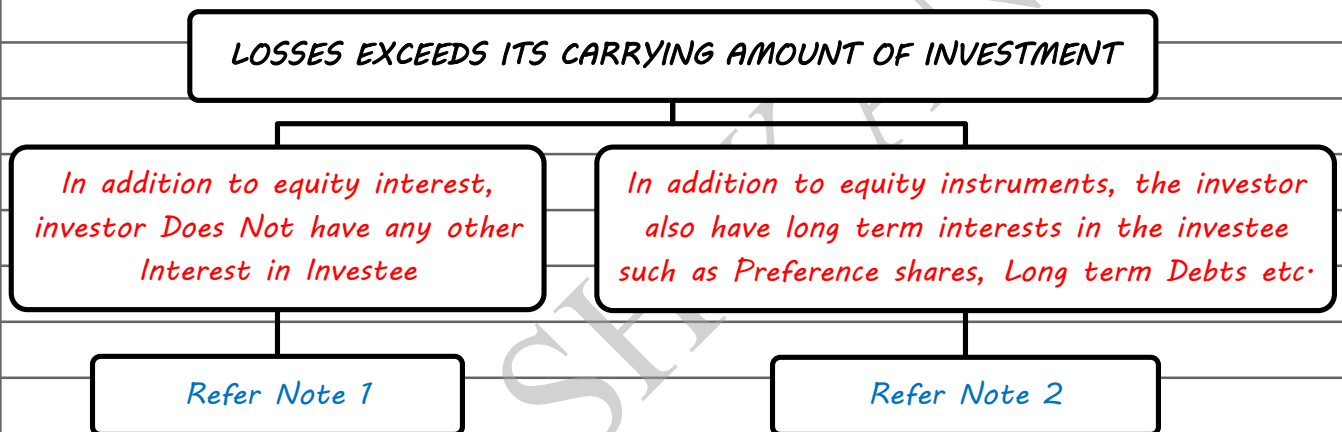 LOSSES EXCEEDS ITS CARRYING AMOUNT OF INVESTMENT
In addition to equity interest,
investor Does Not have any other
Interest in Investee
In addition to equity instruments, the investor
also have long term interests in the investee
such as Preference shares, Long term Debts etc.
Refer Note 1
Refer Note 2